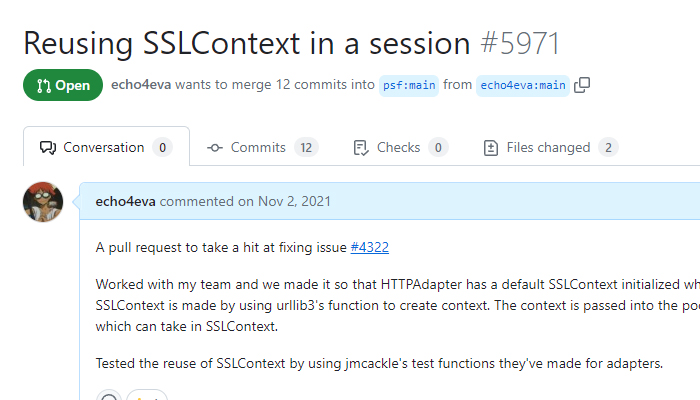 Reusing SSLContext in a session #5971
Open echo4eva wants to merge 12 commits into psf:main from echo4eva:main
Conversation 0 Commits 12 Checks 0 Files changed 2
echo4eva commented on Nov 2, 2021
A pull request to take a hit at fixing issue #4322
Worked with my team and we made it so that HTTPAdapter has a default SSLContext initialized
SSLContext is made by using urllib3's function to create context. The context is passed into the
which can take in SSLContext.
Tested the reuse of SSLContext by using jmcackle's test functions they've made for adapters.